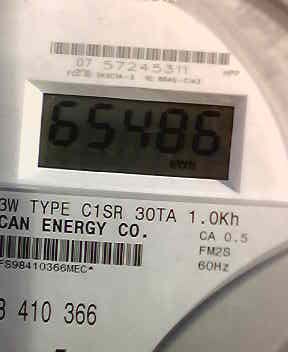 07 57245311
65486
kWh
3W TYPE C1SR 30TA 1.0Kh
CAN ENERGY CO.
CA 0.5
FM2S
60Hz
FS98410366MEC*
410 366